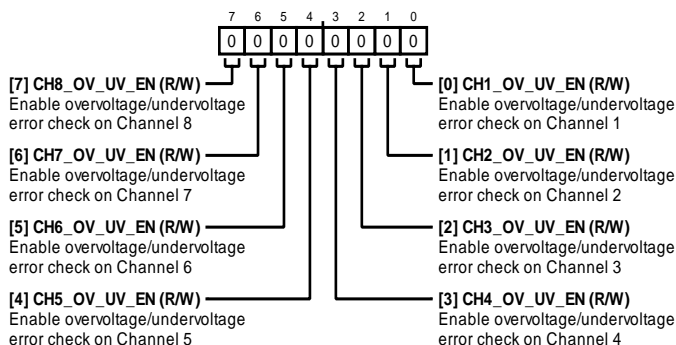 7 6 5 4 3 2 1 0
0 0 0 0 0 0 0 0
[7] CH8_OV_UV_EN (R/W)
Enable overvoltage/undervoltage
error check on Channel 8
[6] CH7_OV_UV_EN (R/W)
Enable overvoltage/undervoltage
error check on Channel 7
[5] CH6_OV_UV_EN (R/W)
Enable overvoltage/undervoltage
error check on Channel 6
[4] CH5_OV_UV_EN (R/W)
Enable overvoltage/undervoltage
error check on Channel 5
[0] CH1_OV_UV_EN (R/W)
Enable overvoltage/undervoltage
error check on Channel 1
[1] CH2_OV_UV_EN (R/W)
Enable overvoltage/undervoltage
error check on Channel 2
[2] CH3_OV_UV_EN (R/W)
Enable overvoltage/undervoltage
error check on Channel 3
[3] CH4_OV_UV_EN (R/W)
Enable overvoltage/undervoltage
error check on Channel 4